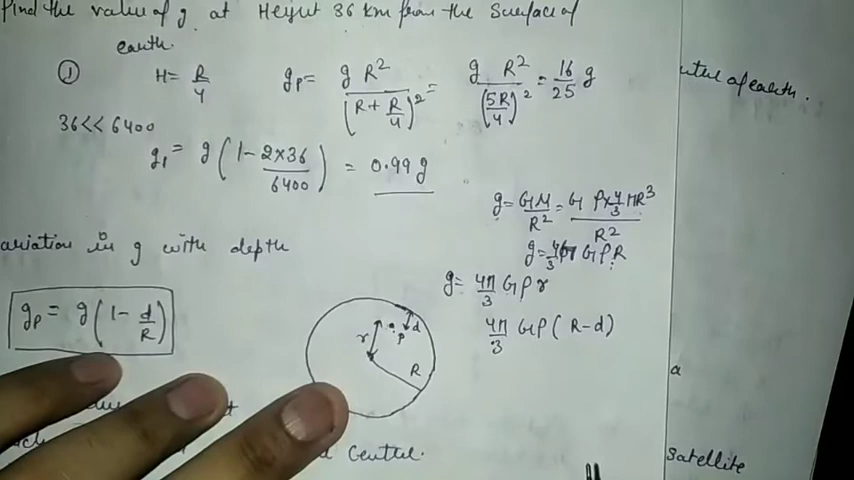 Find the value of g at Height 36 km from the Surface of
earth.
① H = R/4 gp = g R²/(R + R/4)² = g R²/(5R/4)² = 16/25 g
36 << 6400
g₁ = g (1 - 2×36/6400) = 0.99 g
of earth.
g = GM/R² = G ρ×4/3 πR³/R²
g = 4/3 π GρR
ariation in g with depth
g = 4π/3 Gρr
gp = g (1 - d/R)
4π/3 Gρ (R-d)
r p d
R
a
Centre.
Satellite